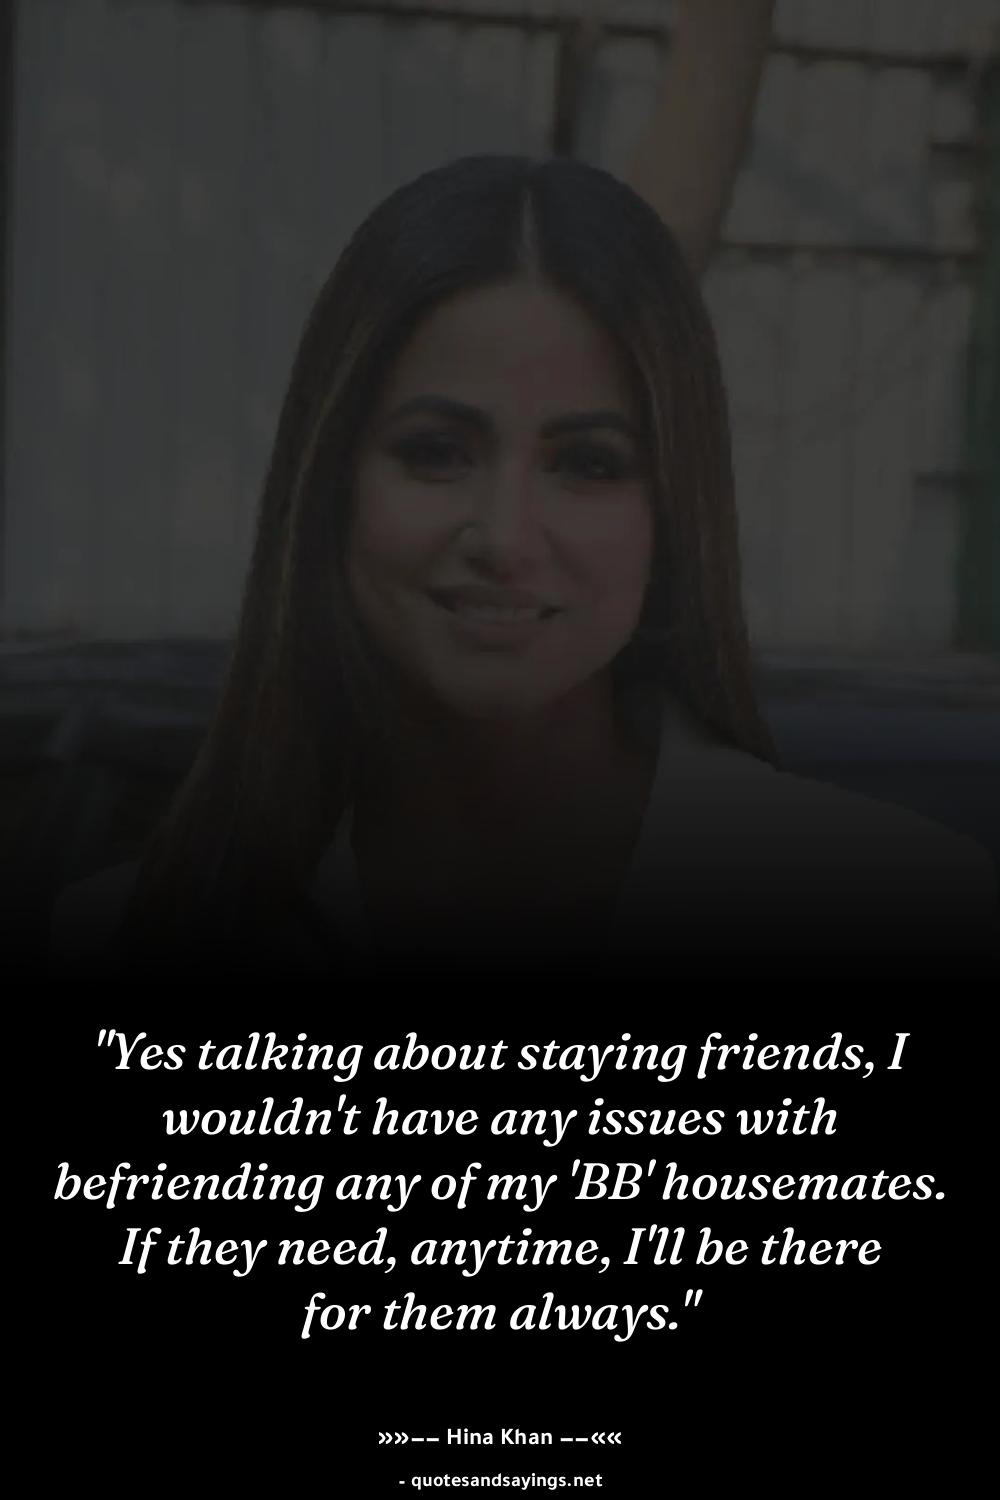 "Yes talking about staying friends, I
wouldn't have any issues with
befriending any of my 'BB' housemates.
If they need, anytime, I'll be there
for them always."
»»−− Hina Khan −−««
- quotesandsayings.net